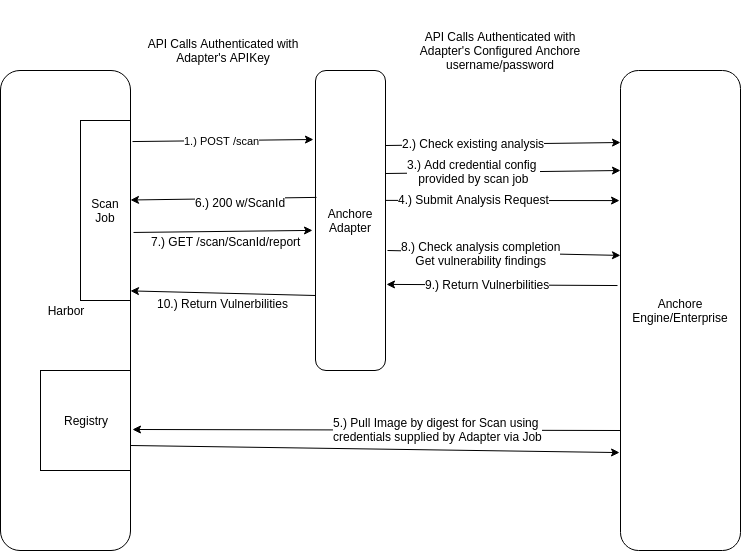 API Calls Authenticated with
Adapter's APIKey
API Calls Authenticated with
Adapter's Configured Anchore
username/password
1.) POST /scan
2.) Check existing analysis
3.) Add credential config
provided by scan job
4.) Submit Analysis Request
Scan
Job
6.) 200 w/ScanId
Anchore
Adapter
7.) GET /scan/ScanId/report
8.) Check analysis completion
Get vulnerability findings
9.) Return Vulnerbilities
10.) Return Vulnerbilities
Harbor
Anchore
Engine/Enterprise
Registry
5.) Pull Image by digest for Scan using
credentials supplied by Adapter via Job